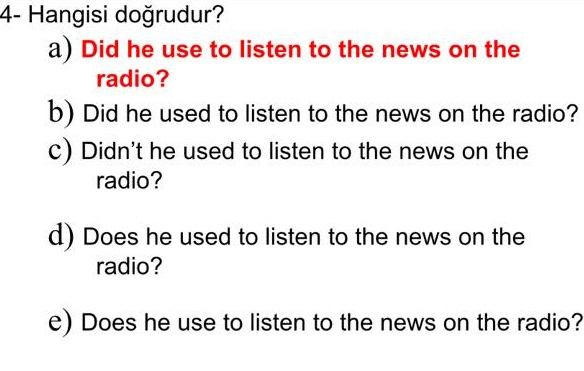 4- Hangisi doğrudur?
a) Did he use to listen to the news on the
radio?
b) Did he used to listen to the news on the radio?
c) Didn’t he used to listen to the news on the
radio?
d) Does he used to listen to the news on the
radio?
e) Does he use to listen to the news on the radio?